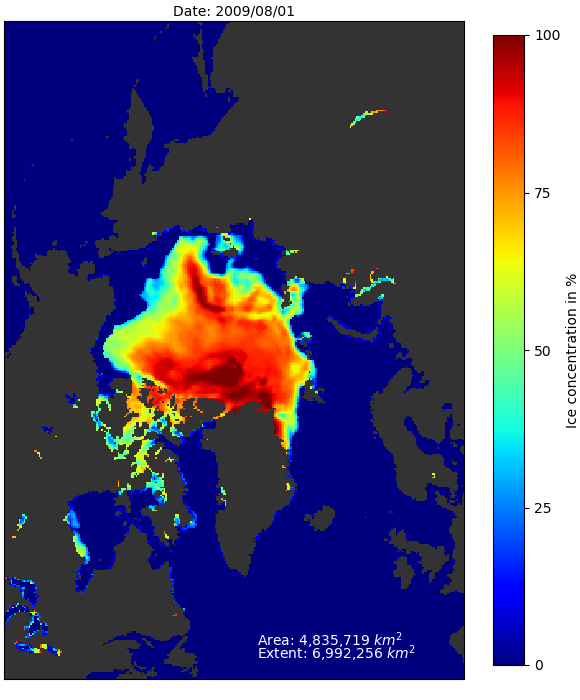 Date: 2009/08/01
100
75
50
25
0
Ice concentration in %
Area: 4,835,719 km²
Extent: 6,992,256 km²